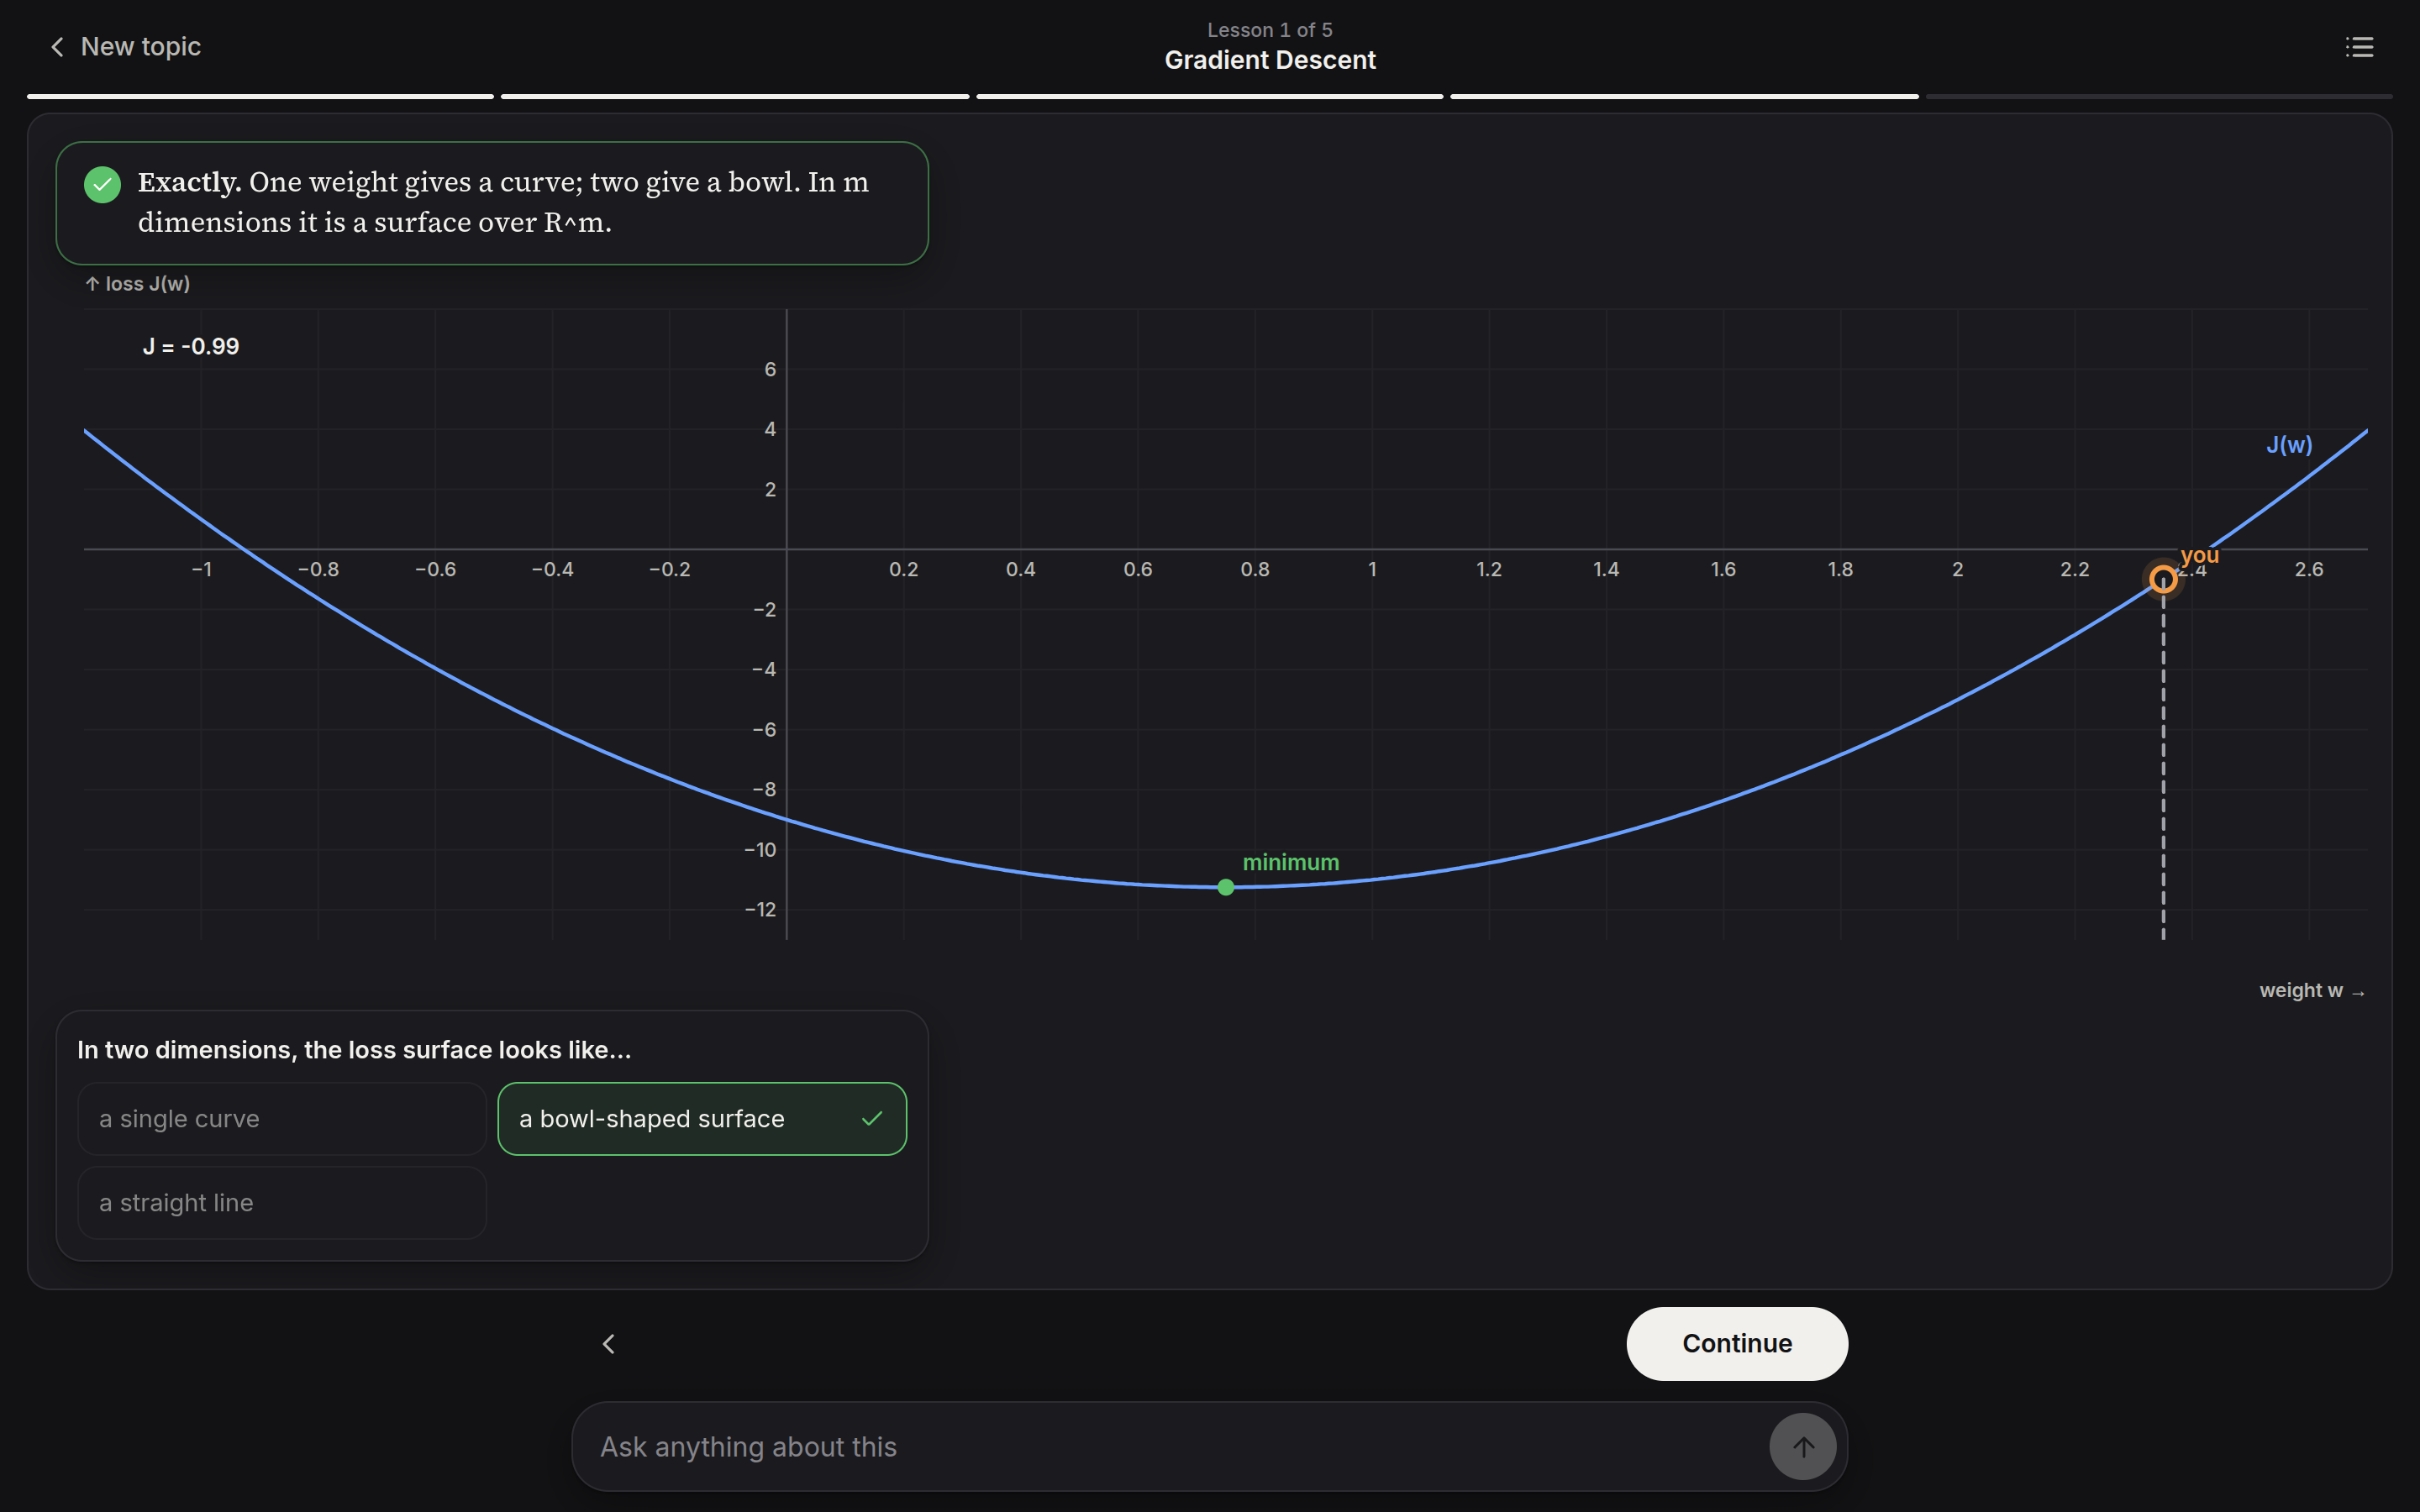 New topic
Lesson 1 of 5
Gradient Descent
Exactly. One weight gives a curve; two give a bowl. In m
dimensions it is a surface over R^m.
↑ loss J(w)
J = -0.99
6
4
2
−2
−4
−6
−8
−10
−12
−1
−0.8
−0.6
−0.4
−0.2
0.2
0.4
0.6
0.8
1
1.2
1.4
1.6
1.8
2
2.2
2.4
2.6
J(w)
you
minimum
weight w →
In two dimensions, the loss surface looks like...
a single curve
a bowl-shaped surface
a straight line
Continue
Ask anything about this